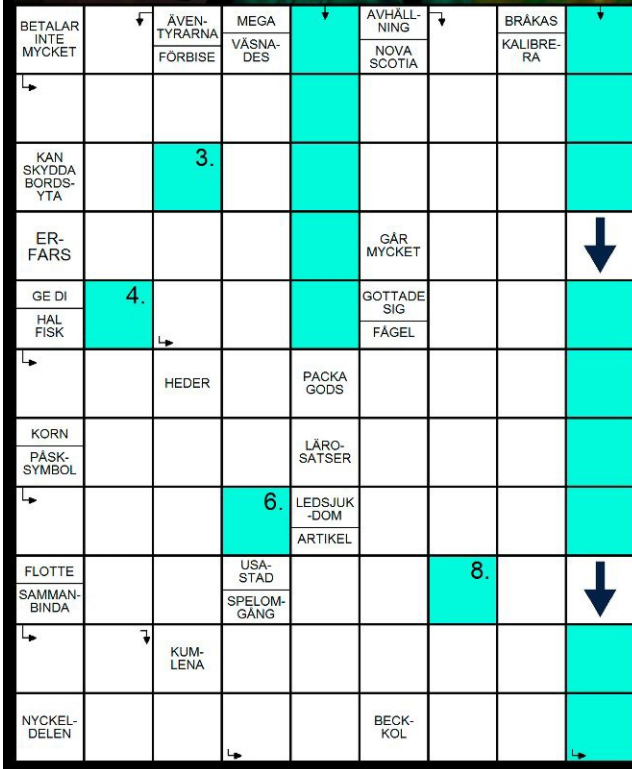 BETALAR
INTE
MYCKET
ÄVEN-
TYRARNA
FÖRBISE
MEGA
VÄSNA-
DES
AVHÄLL-
NING
NOVA
SCOTIA
BRÅKAS
KALIBRE-
RA
KAN
SKYDDA
BORDS-
YTA
3.
ER-
FARS
GÅR
MYCKET
GE DI
HAL
FISK
4.
GOTTADE
SIG
FÅGEL
HEDER
PACKA
GODS
KORN
PÅSK-
SYMBOL
LÄRO-
SATSER
6.
LEDSJUK
-DOM
ARTIKEL
FLOTTE
SAMMAN-
BINDA
USA-
STAD
SPELOM-
GÅNG
8.
KUM-
LENA
NYCKEL-
DELEN
BECK-
KOL